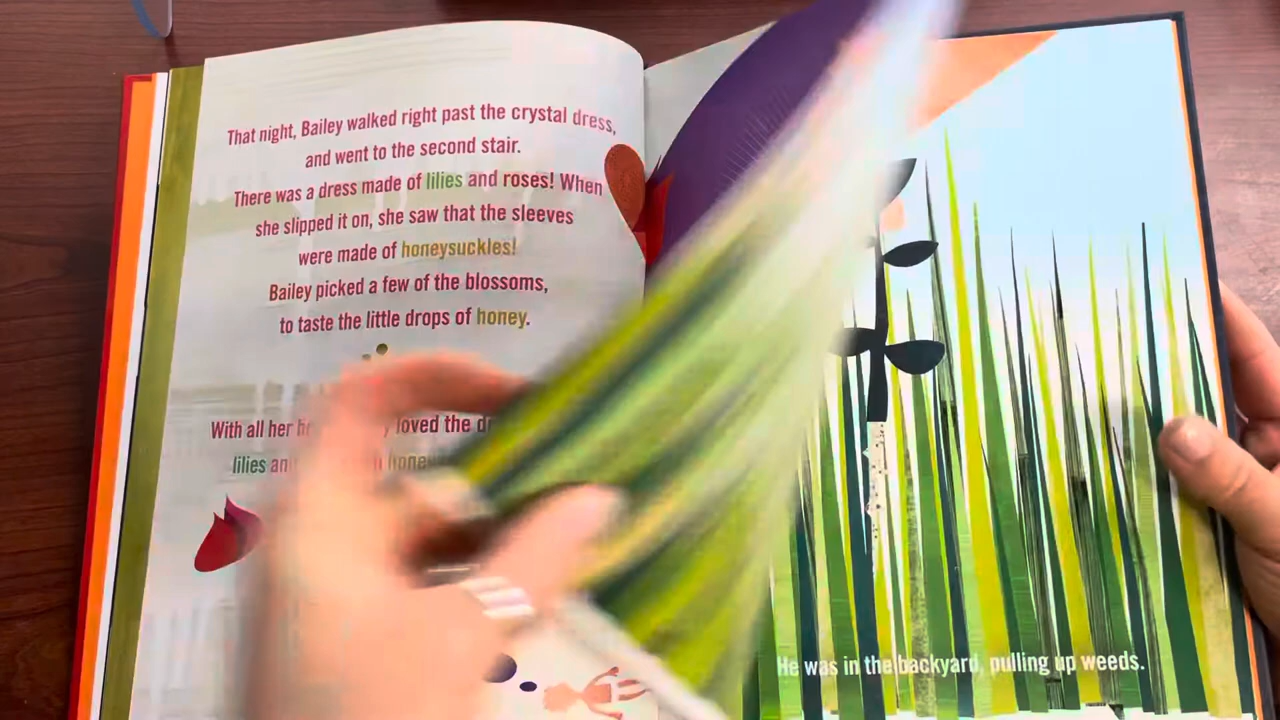 That night, Bailey walked right past the crystal dress,
and went to the second stair.
There was a dress made of lilies and roses! When
she slipped it on, she saw that the sleeves
were made of honeysuckles!
Bailey picked a few of the blossoms,
to taste the little drops of honey.
With all her loved the
lilies
He was in the backyard, pulling up weeds.